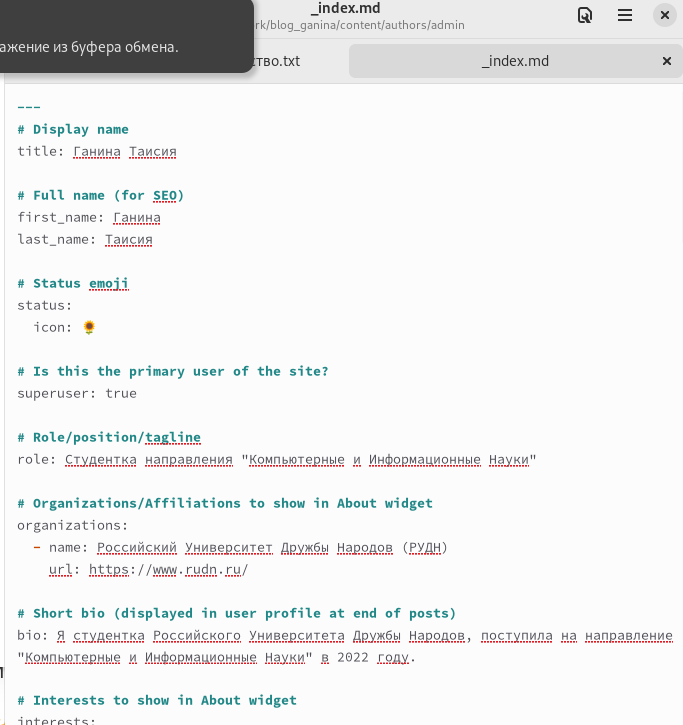 _index.md
rk/blog_ganina/content/authors/admin
ажение из буфера обмена.
ство.txt
_index.md
---
# Display name
title: Ганина Таисия
# Full name (for SEO)
first_name: Ганина
last_name: Таисия
# Status emoji
status:
icon: 🌻
# Is this the primary user of the site?
superuser: true
# Role/position/tagline
role: Студентка направления "Компьютерные и Информационные Науки"
# Organizations/Affiliations to show in About widget
organizations:
- name: Российский Университет Дружбы Народов (РУДН)
url: https://www.rudn.ru/
# Short bio (displayed in user profile at end of posts)
bio: Я студентка Российского Университета Дружбы Народов, поступила на направление
"Компьютерные и Информационные Науки" в 2022 году.
# Interests to show in About widget
interests: